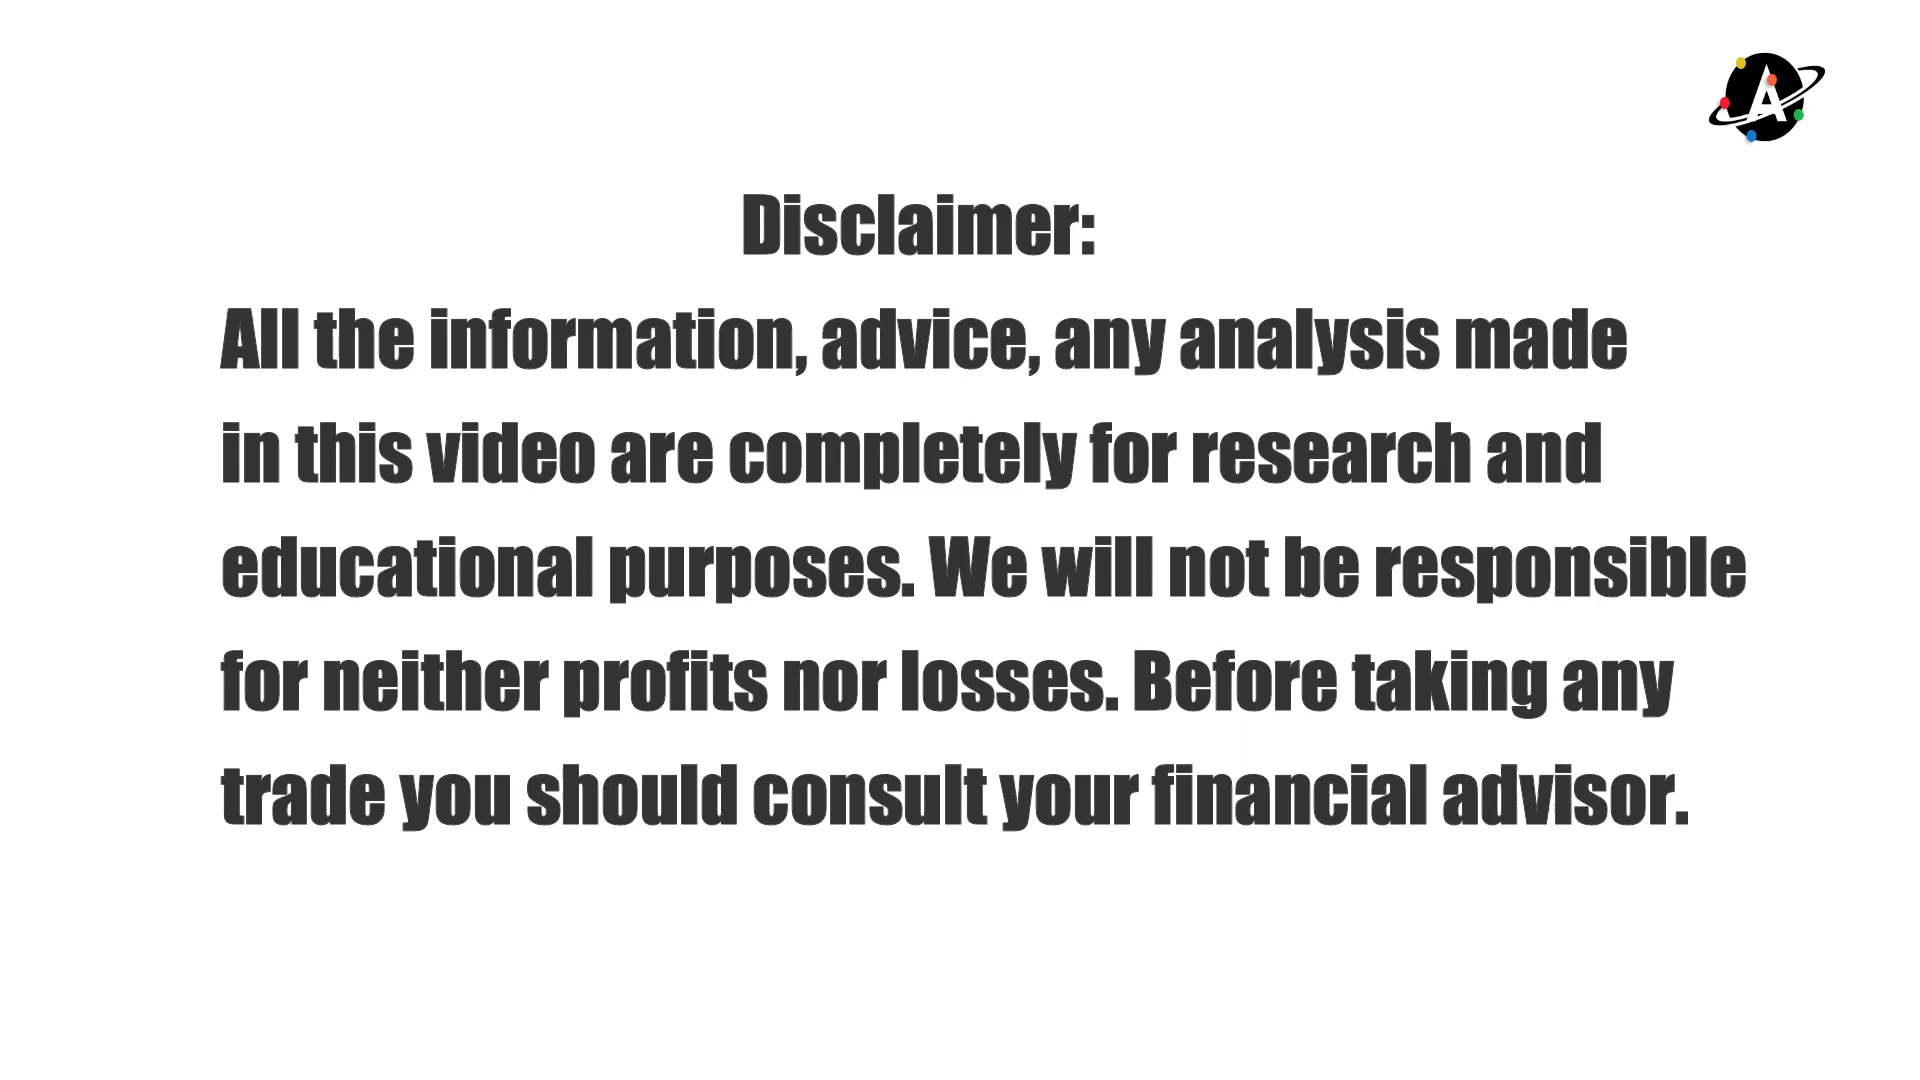 A
Disclaimer:
All the information, advice, any analysis made
in this video are completely for research and
educational purposes. We will not be responsible
for neither profits nor losses. Before taking any
trade you should consult your financial advisor.